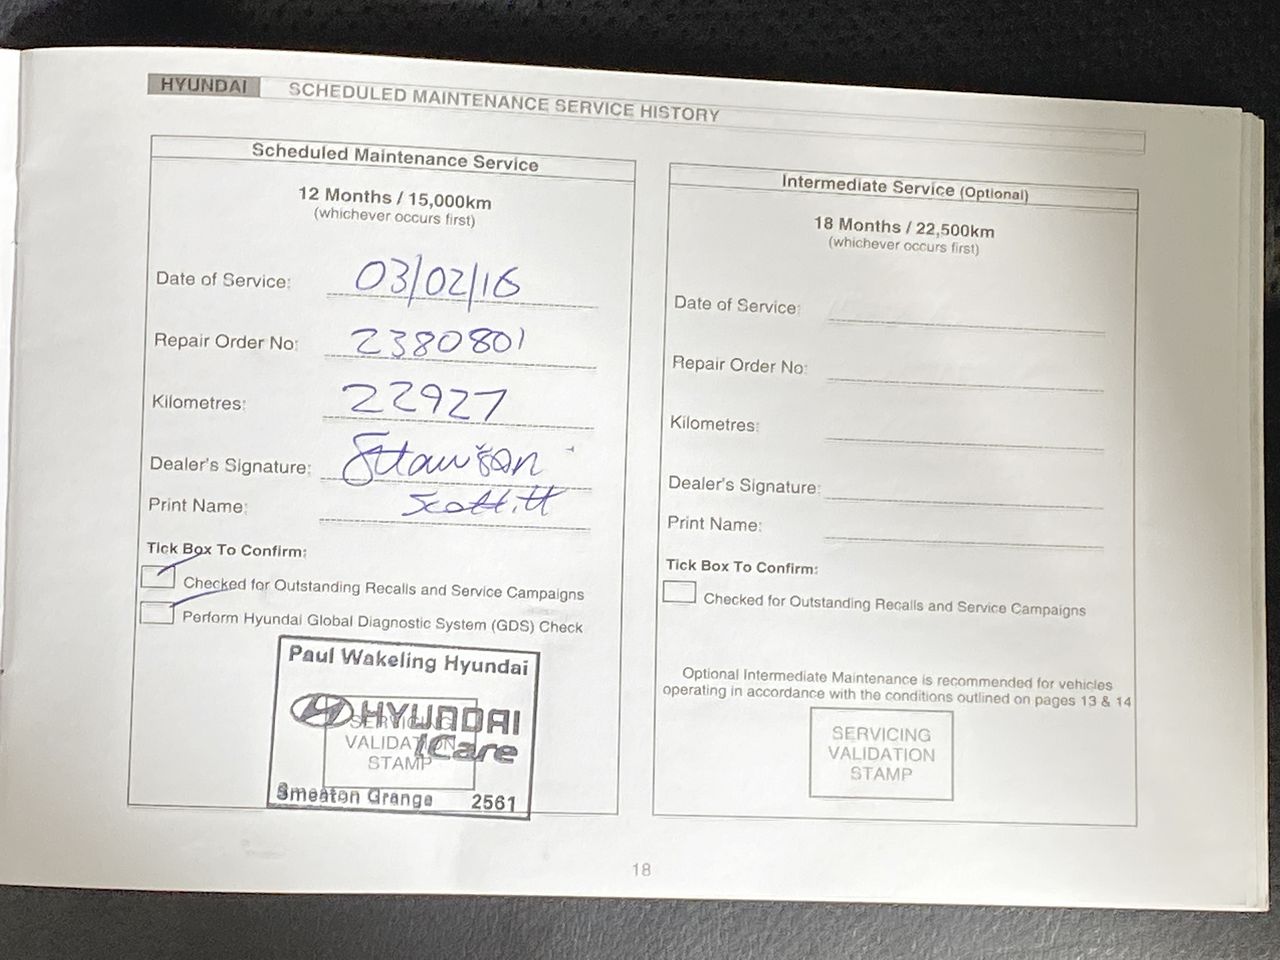 HYUNDAI SCHEDULED MAINTENANCE SERVICE HISTORY
Scheduled Maintenance Service
12 Months / 15,000km
(whichever occurs first)
Date of Service: 03/02/16
Repair Order No: 2380801
Kilometres: 22927
Dealer's Signature:
Print Name:
Tick Box To Confirm:
Checked for Outstanding Recalls and Service Campaigns
Perform Hyundai Global Diagnostic System (GDS) Check
Paul Wakeling Hyundai
HYUNDAI
iCare
SERVICING
VALIDATION
STAMP
Smeaton Grange 2561
Intermediate Service (Optional)
18 Months / 22,500km
(whichever occurs first)
Date of Service:
Repair Order No:
Kilometres:
Dealer's Signature:
Print Name:
Tick Box To Confirm:
Checked for Outstanding Recalls and Service Campaigns
Optional Intermediate Maintenance is recommended for vehicles
operating in accordance with the conditions outlined on pages 13 & 14
SERVICING
VALIDATION
STAMP
18